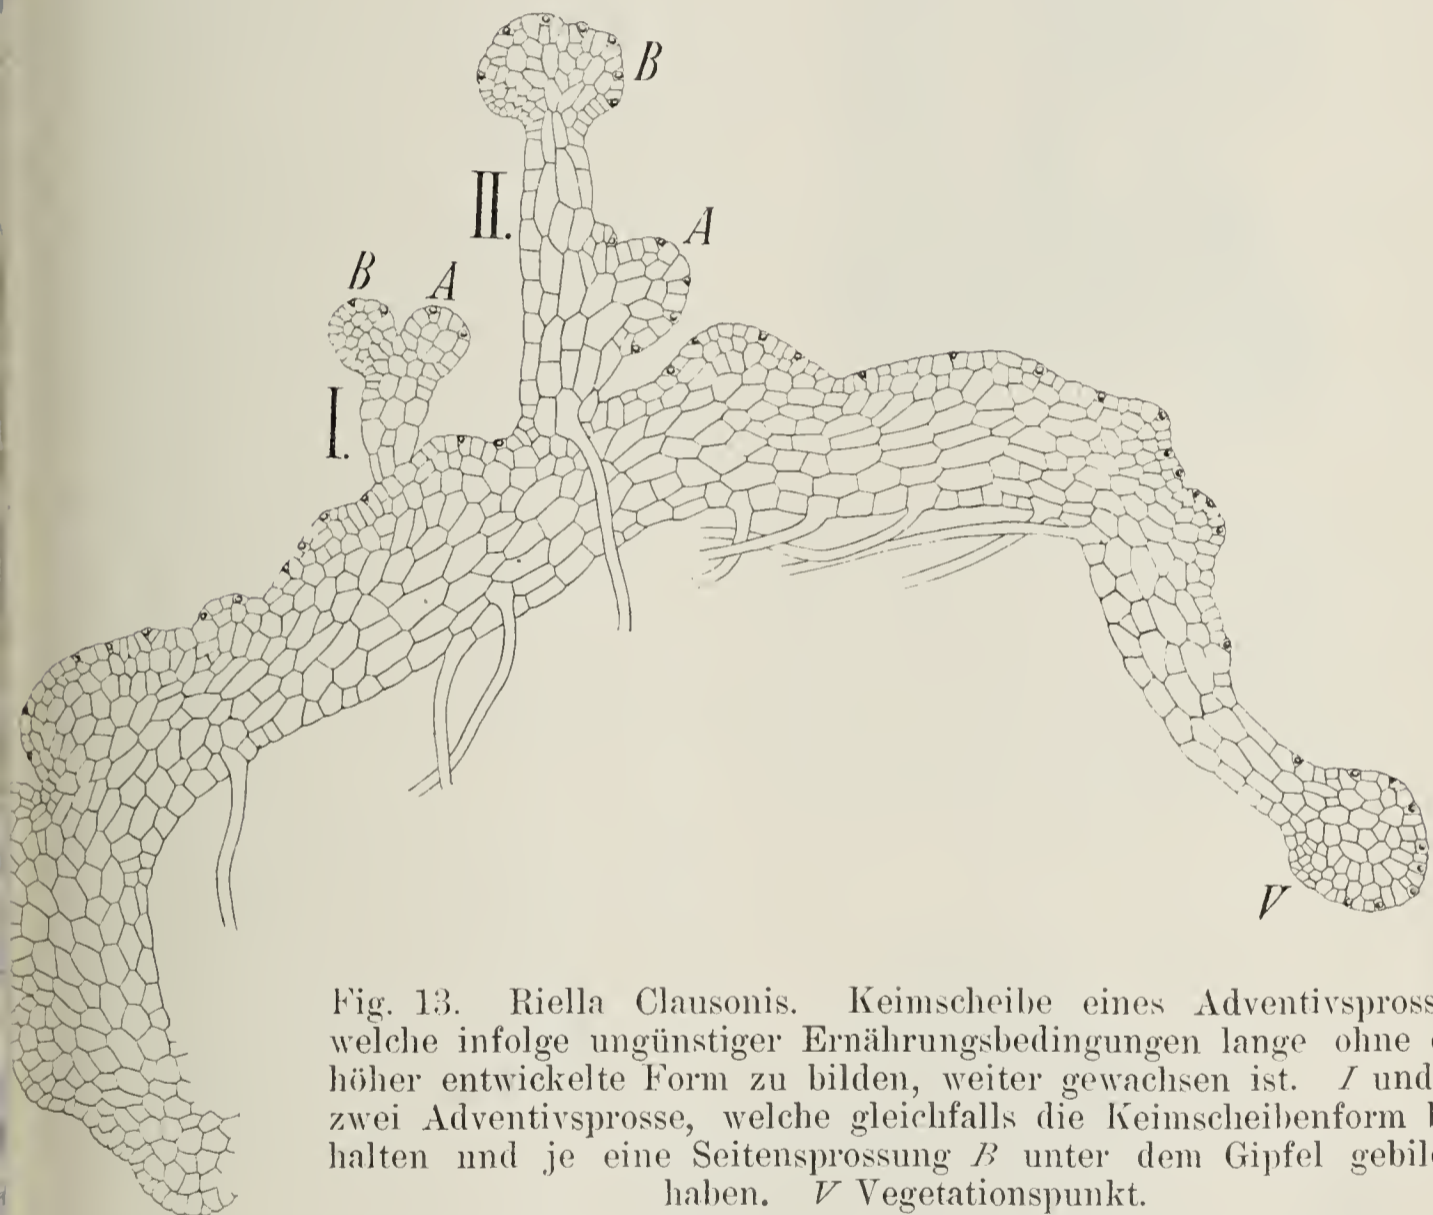 B
II.
A
B
A
I.
V
Fig. 13. Riella Clausonis. Keimscheibe eines Adventivspross
welche infolge ungünstiger Ernährungsbedingungen lange ohne
höher entwickelte Form zu bilden, weiter gewachsen ist. I und
zwei Adventivsprosse, welche gleichfalls die Keimscheibenform
halten und je eine Seitensprossung B unter dem Gipfel gebil
haben. V Vegetationspunkt.